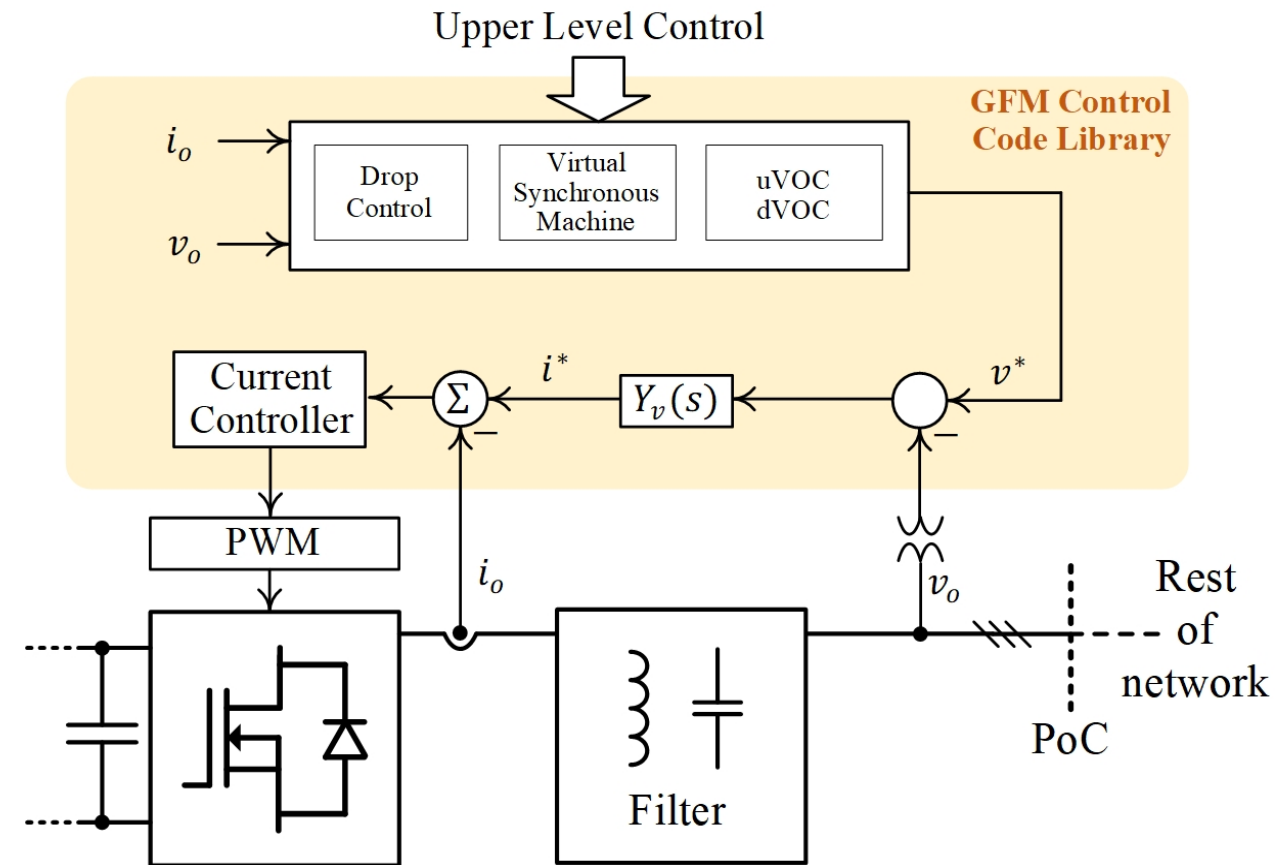 Upper Level Control
GFM Control
Code Library
i_o
v_o
Drop
Control
Virtual
Synchronous
Machine
uVOC
dVOC
Current
Controller
Σ
−
i*
Y_v(s)
−
v*
PWM
i_o
v_o
Filter
PoC
Rest
of
network